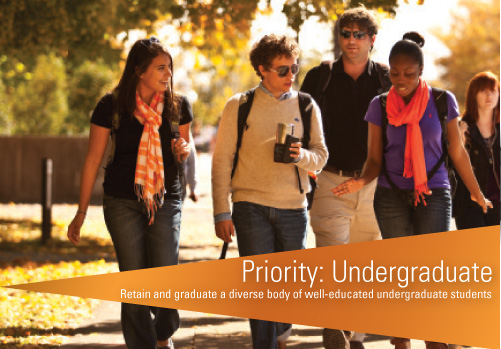 Priority: Undergraduate
Retain and graduate a diverse body of well-educated undergraduate students